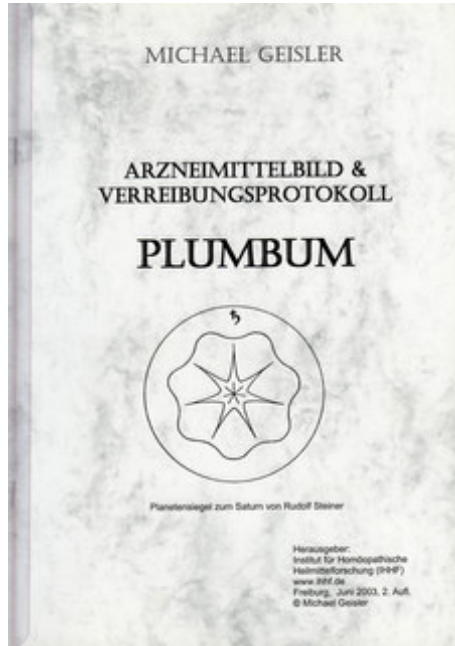 MICHAEL GEISLER
ARZNEIMITTELBILD &
VERREIBUNGSPROTOKOLL
PLUMBUM
♄
Planetensiegel zum Saturn von Rudolf Steiner
Herausgeber:
Institut für Homöopathische
Heilmittelforschung (IHHF)
www.ihhf.de
Freiburg, Juni 2003, 2. Aufl.
© Michael Geisler